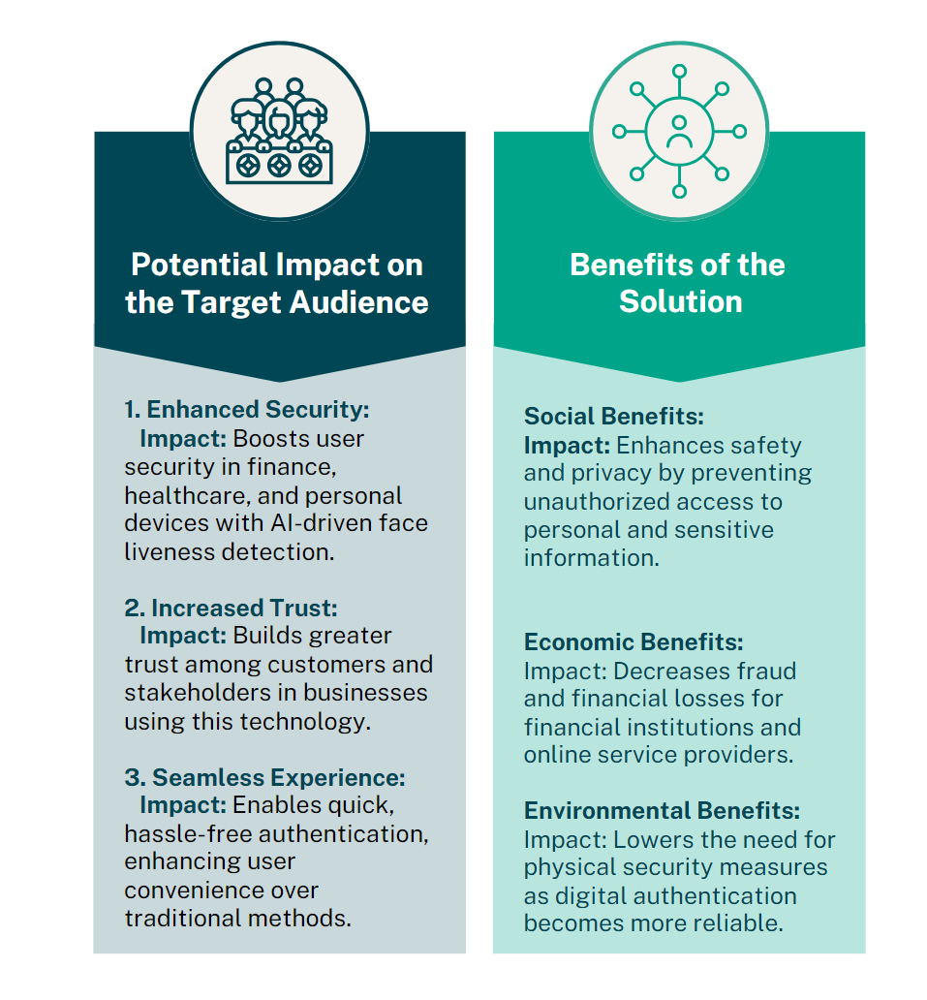 Potential Impact on
the Target Audience
1. Enhanced Security:
Impact: Boosts user
security in finance,
healthcare, and personal
devices with AI-driven face
liveness detection.
2. Increased Trust:
Impact: Builds greater
trust among customers and
stakeholders in businesses
using this technology.
3. Seamless Experience:
Impact: Enables quick,
hassle-free authentication,
enhancing user
convenience over
traditional methods.
Benefits of the
Solution
Social Benefits:
Impact: Enhances safety
and privacy by preventing
unauthorized access to
personal and sensitive
information.
Economic Benefits:
Impact: Decreases fraud
and financial losses for
financial institutions and
online service providers.
Environmental Benefits:
Impact: Lowers the need for
physical security measures
as digital authentication
becomes more reliable.